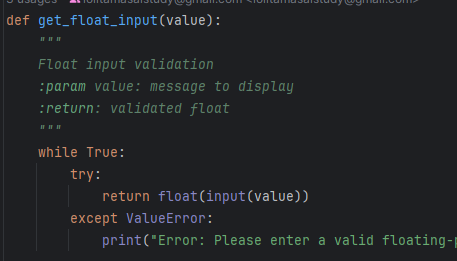 usages
def get_float_input(value):
"""
Float input validation
:param value: message to display
:return: validated float
"""
while True:
try:
return float(input(value))
except ValueError:
print("Error: Please enter a valid floating-